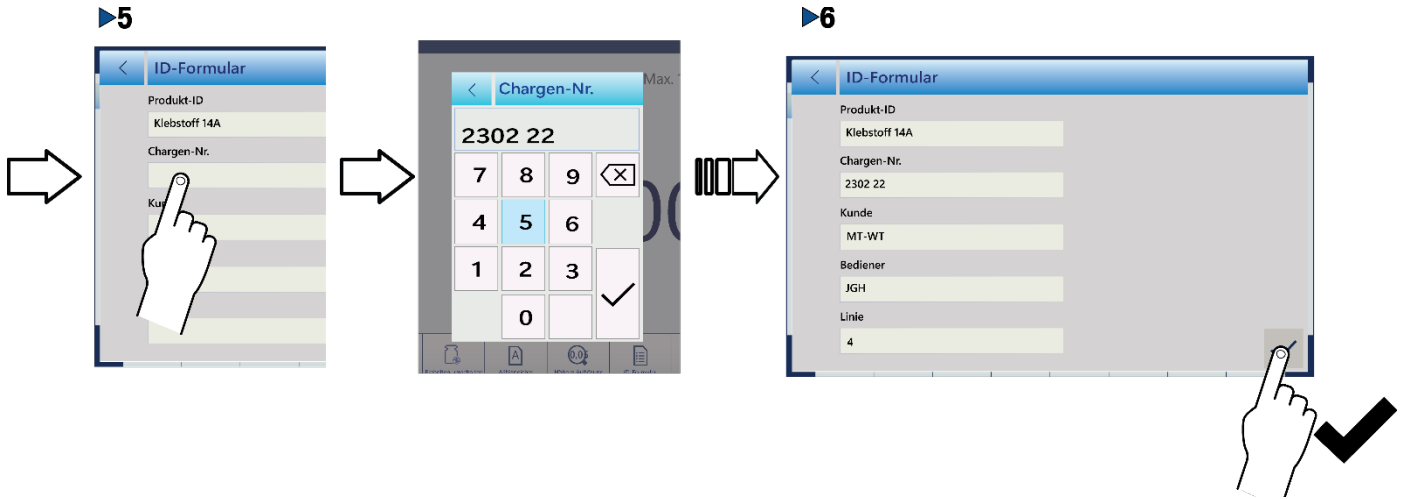 ▶5
ID-Formular
Produkt-ID
Klebstoff 14A
Chargen-Nr.
Max.
Chargen-Nr.
2302 22
7 8 9
4 5 6
1 2 3
0
▶6
ID-Formular
Produkt-ID
Klebstoff 14A
Chargen-Nr.
2302 22
Kunde
MT-WT
Bediener
JGH
Linie
4